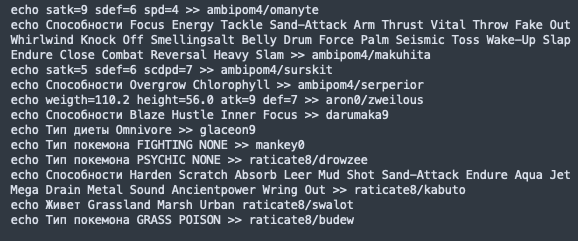 echo satk=9 sdef=6 spd=4 >> ambipom4/omanyte
echo Способности Focus Energy Tackle Sand-Attack Arm Thrust Vital Throw Fake Out
Whirlwind Knock Off Smellingsalt Belly Drum Force Palm Seismic Toss Wake-Up Slap
Endure Close Combat Reversal Heavy Slam >> ambipom4/makuhita
echo satk=5 sdef=6 scdpd=7 >> ambipom4/surskit
echo Способности Overgrow Chlorophyll >> ambipom4/serperior
echo weigth=110.2 height=56.0 atk=9 def=7 >> aron0/zweilous
echo Способности Blaze Hustle Inner Focus >> darumaka9
echo Тип диеты Omnivore >> glaceon9
echo Тип покемона FIGHTING NONE >> mankey0
echo Тип покемона PSYCHIC NONE >> raticate8/drowzee
echo Способности Harden Scratch Absorb Leer Mud Shot Sand-Attack Endure Aqua Jet
Mega Drain Metal Sound Ancientpower Wring Out >> raticate8/kabuto
echo Живет Grassland Marsh Urban raticate8/swalot
echo Тип покемона GRASS POISON >> raticate8/budew